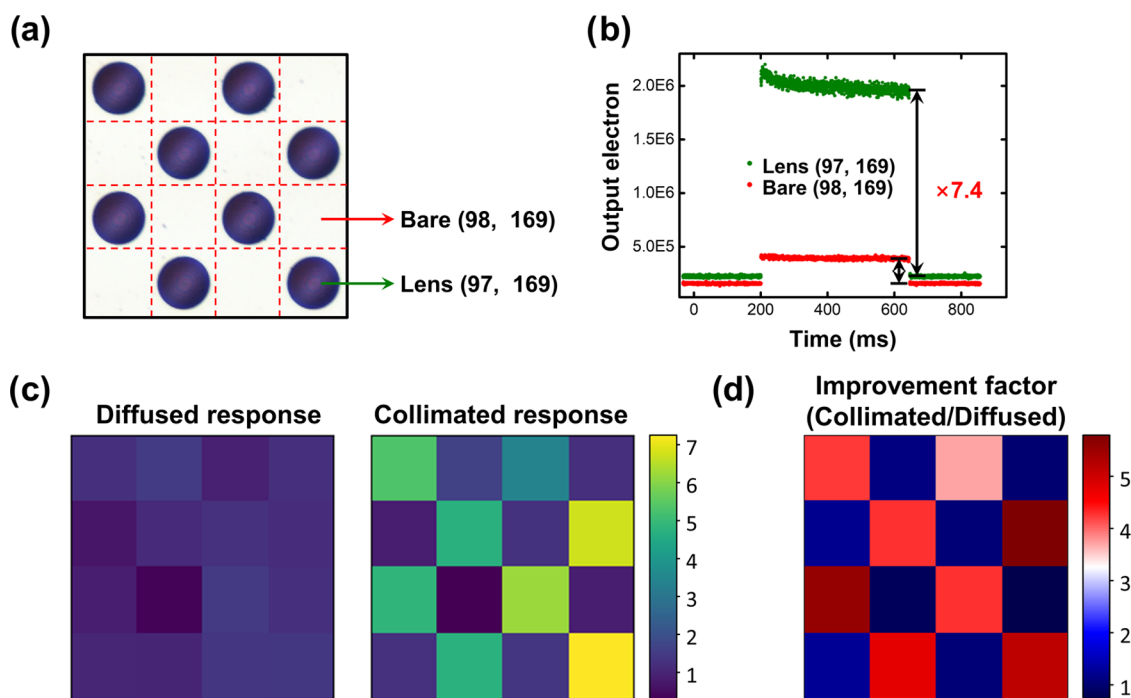 (a)
Bare (98, 169)
Lens (97, 169)
(b)
Output electron
2.0E6
1.5E6
1.0E6
5.0E5
Lens (97, 169)
Bare (98, 169)
×7.4
0 200 400 600 800
Time (ms)
(c)
Diffused response
Collimated response
7
6
5
4
3
2
1
(d)
Improvement factor
(Collimated/Diffused)
5
4
3
2
1